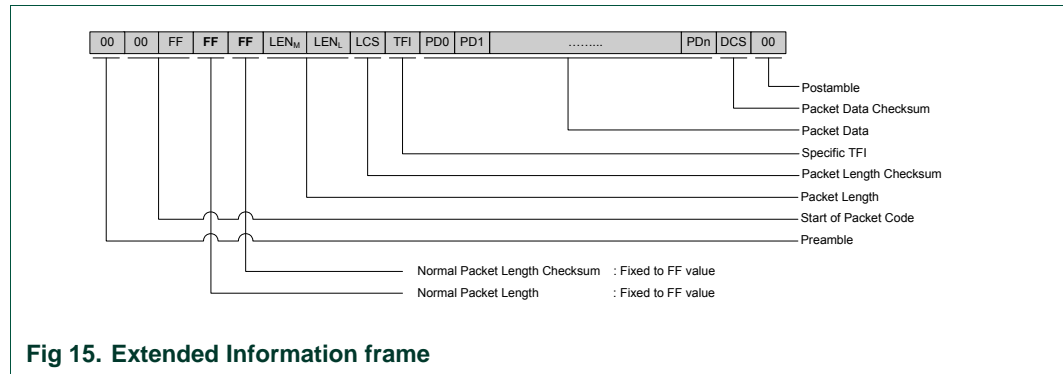 00 00 FF FF FF LENM LENL LCS TFI PD0 PD1 ......... PDn DCS 00
Postamble
Packet Data Checksum
Packet Data
Specific TFI
Packet Length Checksum
Packet Length
Start of Packet Code
Preamble
Normal Packet Length Checksum : Fixed to FF value
Normal Packet Length : Fixed to FF value
Fig 15. Extended Information frame